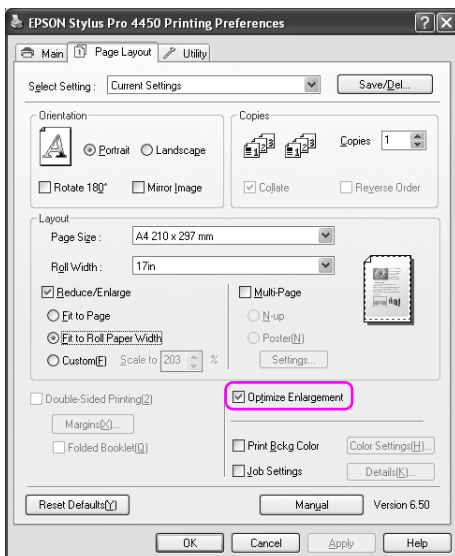 EPSON Stylus Pro 4450 Printing Preferences
Main Page Layout Utility
Select Setting : Current Settings Save/Del...
Orientation Copies
Portrait Landscape Copies 1
Rotate 180° Mirror Image Collate Reverse Order
Layout
Page Size : A4 210 x 297 mm
Roll Width : 17in
Reduce/Enlarge Multi-Page
Fit to Page N-up
Fit to Roll Paper Width Poster(N)
Custom(F) Scale to 203 % Settings...
Double-Sided Printing(2) Optimize Enlargement
Margins(X)...
Folded Booklet(Q) Print Bckg Color Color Settings(H)...
Job Settings Details(K)...
Reset Defaults(Y) Manual Version 6.50
OK Cancel Apply Help